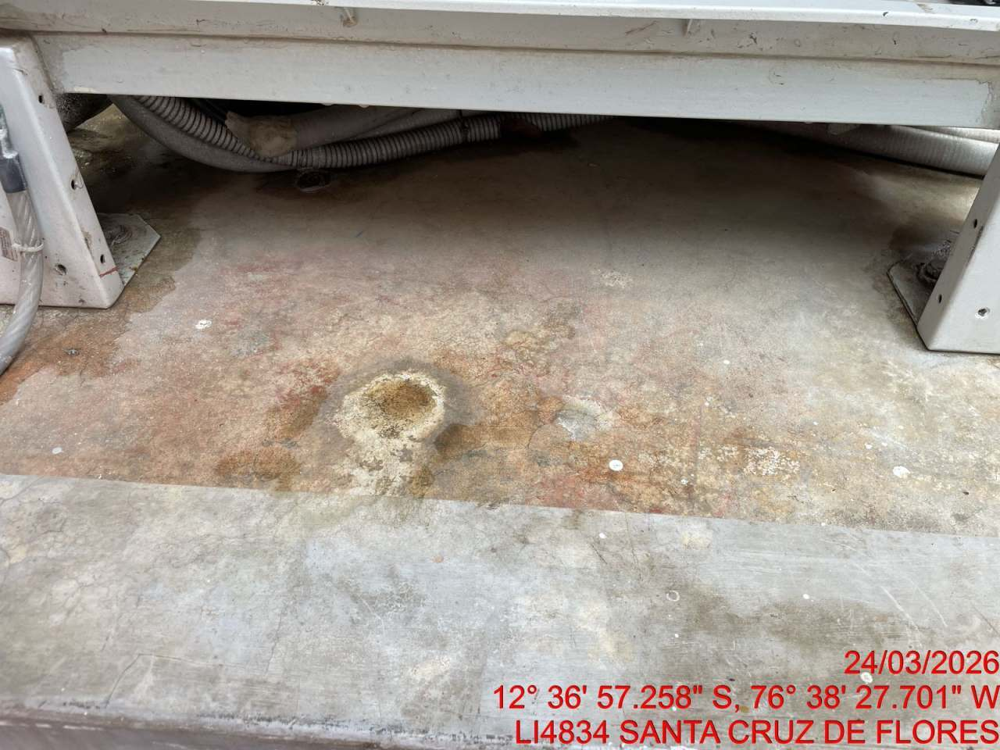 24/03/2026
12° 36' 57.258" S, 76° 38' 27.701" W
LI4834 SANTA CRUZ DE FLORES